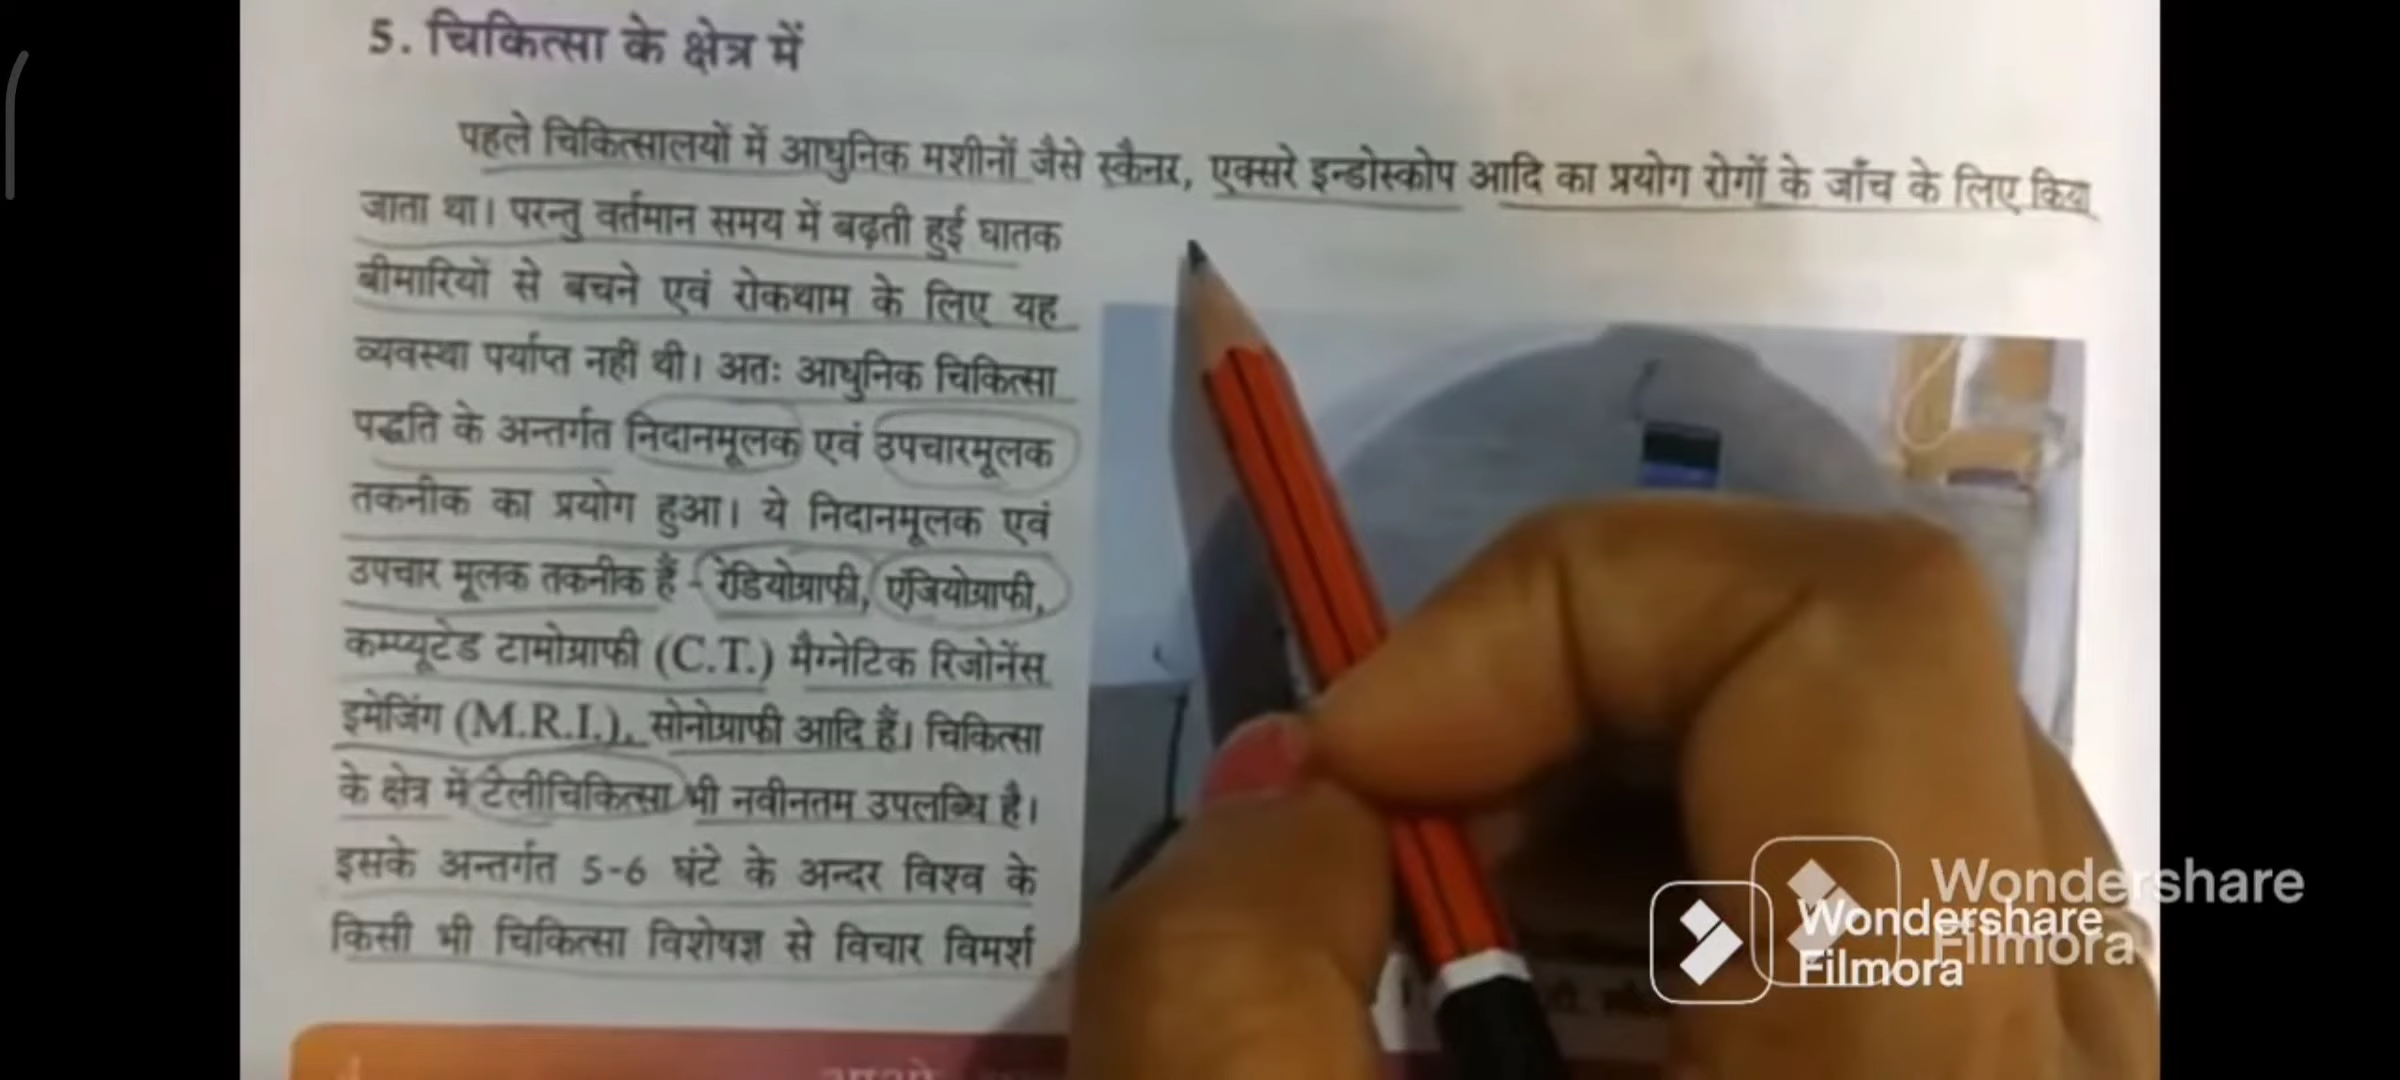 5. चिकित्सा के क्षेत्र में
पहले चिकित्सालयों में आधुनिक मशीनों जैसे स्कैनर, एक्सरे इन्डोस्कोप आदि का प्रयोग रोगों के जाँच के लिए किया
जाता था। परन्तु वर्तमान समय में बढ़ती हुई घातक
बीमारियों से बचने एवं रोकथाम के लिए यह
व्यवस्था पर्याप्त नहीं थी। अतः आधुनिक चिकित्सा
पद्धति के अन्तर्गत निदानमूलक एवं उपचारमूलक
तकनीक का प्रयोग हुआ। ये निदानमूलक एवं
उपचार मूलक तकनीक हैं - रेडियोग्राफी, एंजियोग्राफी,
कम्प्यूटेड टामोग्राफी (C.T.) मैग्नेटिक रिजोनेंस
इमेजिंग (M.R.I.), सोनोग्राफी आदि हैं। चिकित्सा
के क्षेत्र में टेलीचिकित्सा भी नवीनतम उपलब्धि है।
इसके अन्तर्गत 5-6 घंटे के अन्दर विश्व के
किसी भी चिकित्सा विशेषज्ञ से विचार विमर्श
Wondershare
Filmora
Wondershare
Filmora